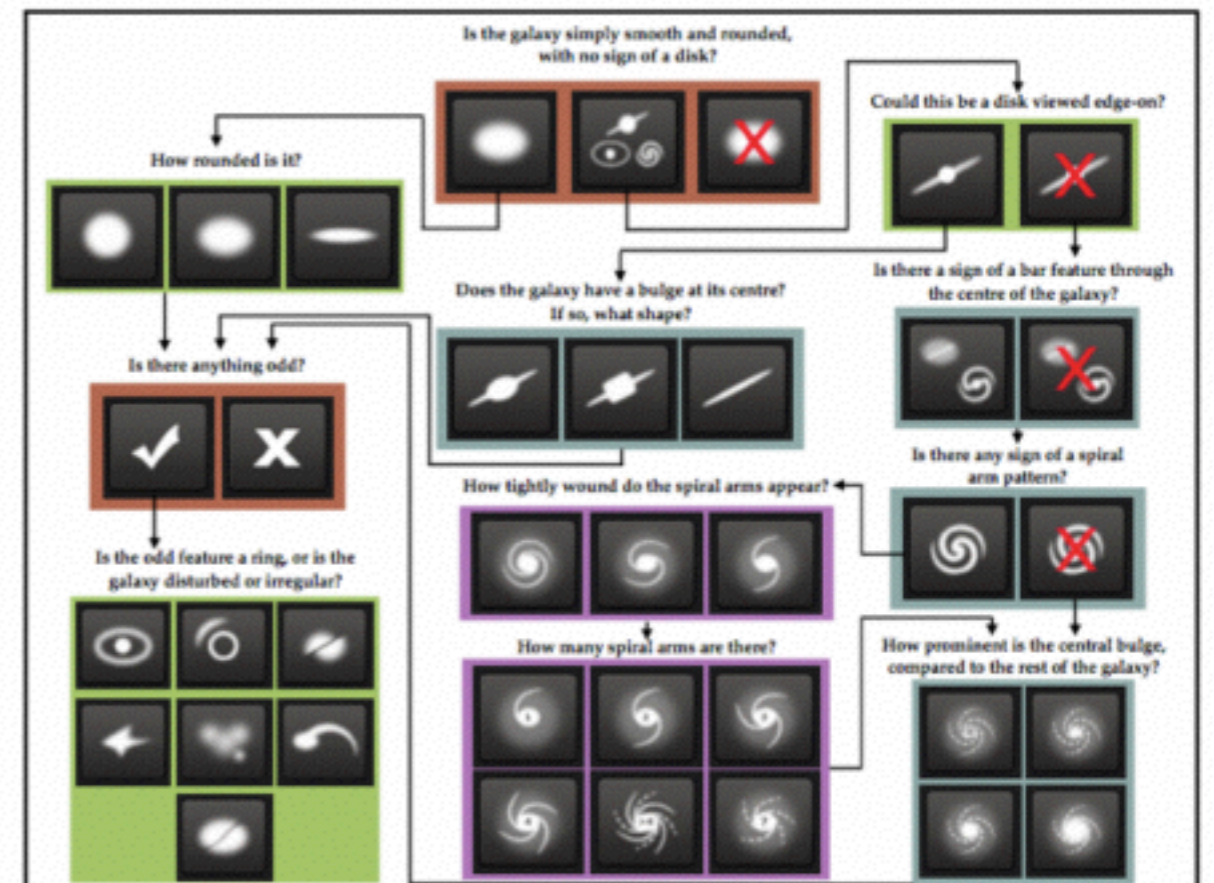 Is the galaxy simply smooth and rounded,
with no sign of a disk?
Could this be a disk viewed edge-on?
How rounded is it?
Is there a sign of a bar feature through
the centre of the galaxy?
Does the galaxy have a bulge at its centre?
If so, what shape?
Is there anything odd?
Is there any sign of a spiral
arm pattern?
How tightly wound do the spiral arms appear?
Is the odd feature a ring, or is the
galaxy disturbed or irregular?
How many spiral arms are there?
How prominent is the central bulge,
compared to the rest of the galaxy?